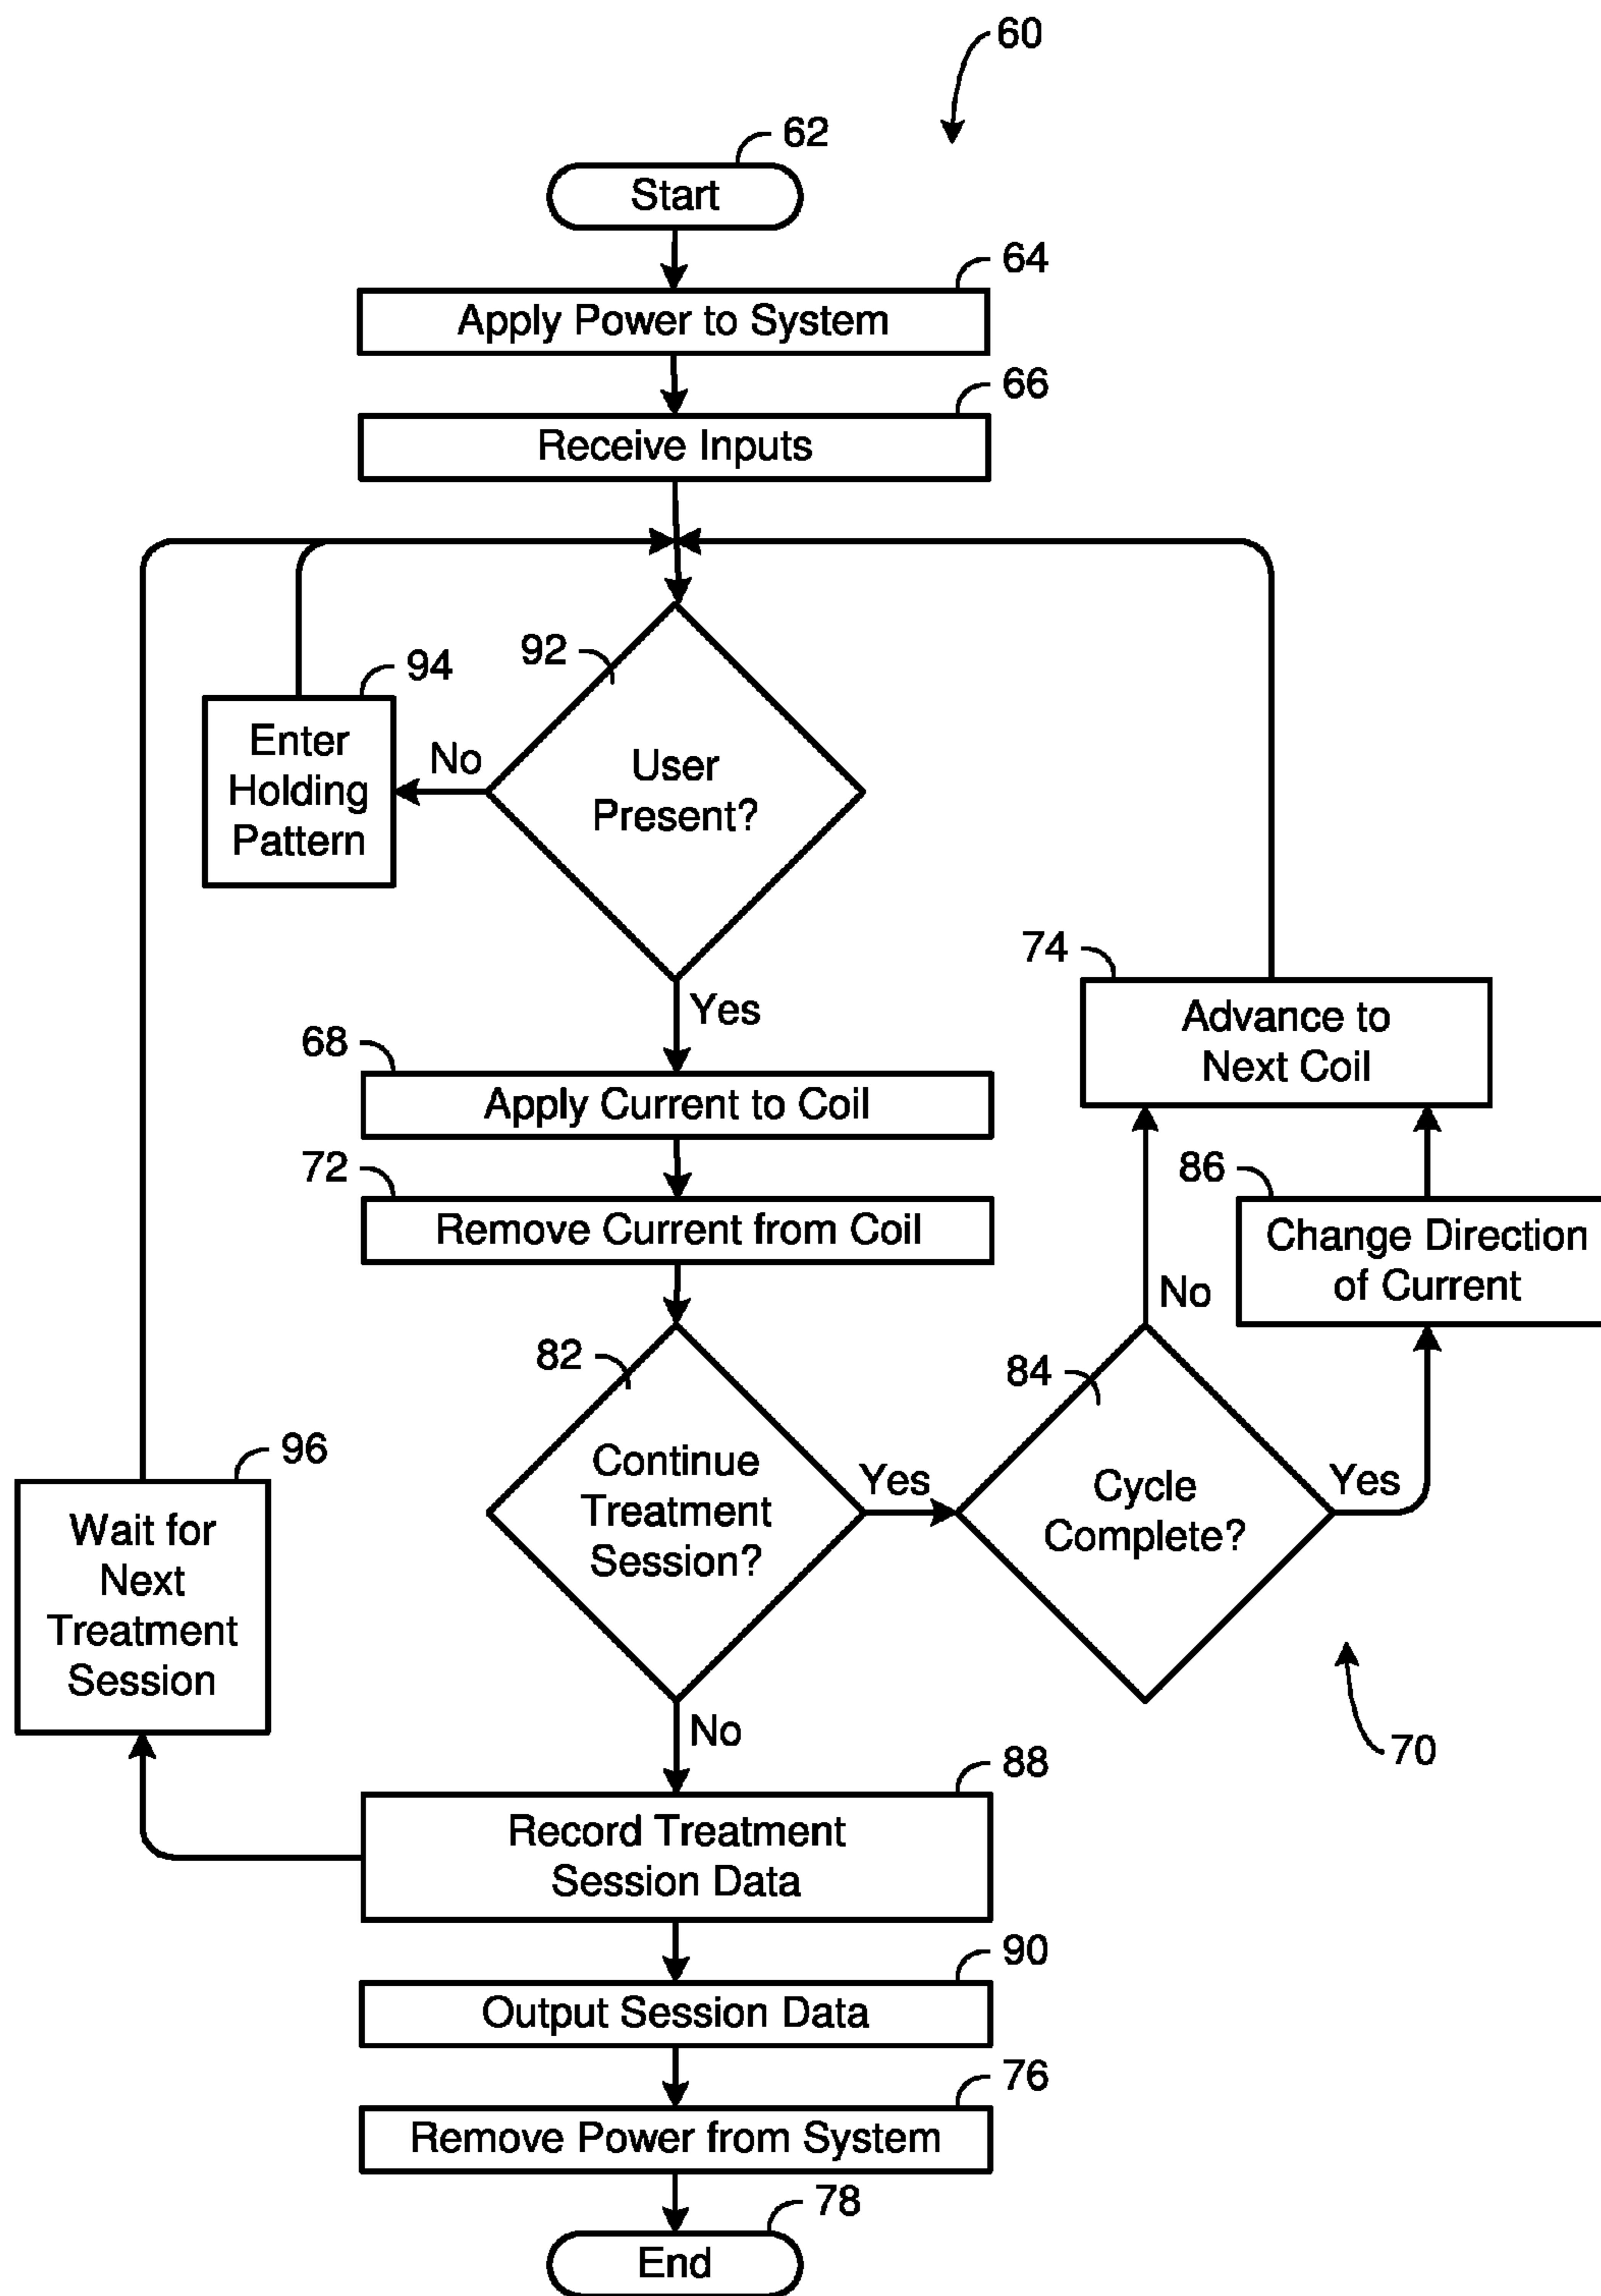 60
62
Start
64
Apply Power to System
66
Receive Inputs
92
94
Enter
Holding
Pattern
No
User
Present?
Yes
74
Advance to
Next Coil
68
Apply Current to Coil
72
Remove Current from Coil
86
Change Direction
of Current
No
82
84
Continue
Treatment
Session?
Yes
Cycle
Complete?
Yes
96
Wait for
Next
Treatment
Session
No
70
88
Record Treatment
Session Data
90
Output Session Data
76
Remove Power from System
78
End